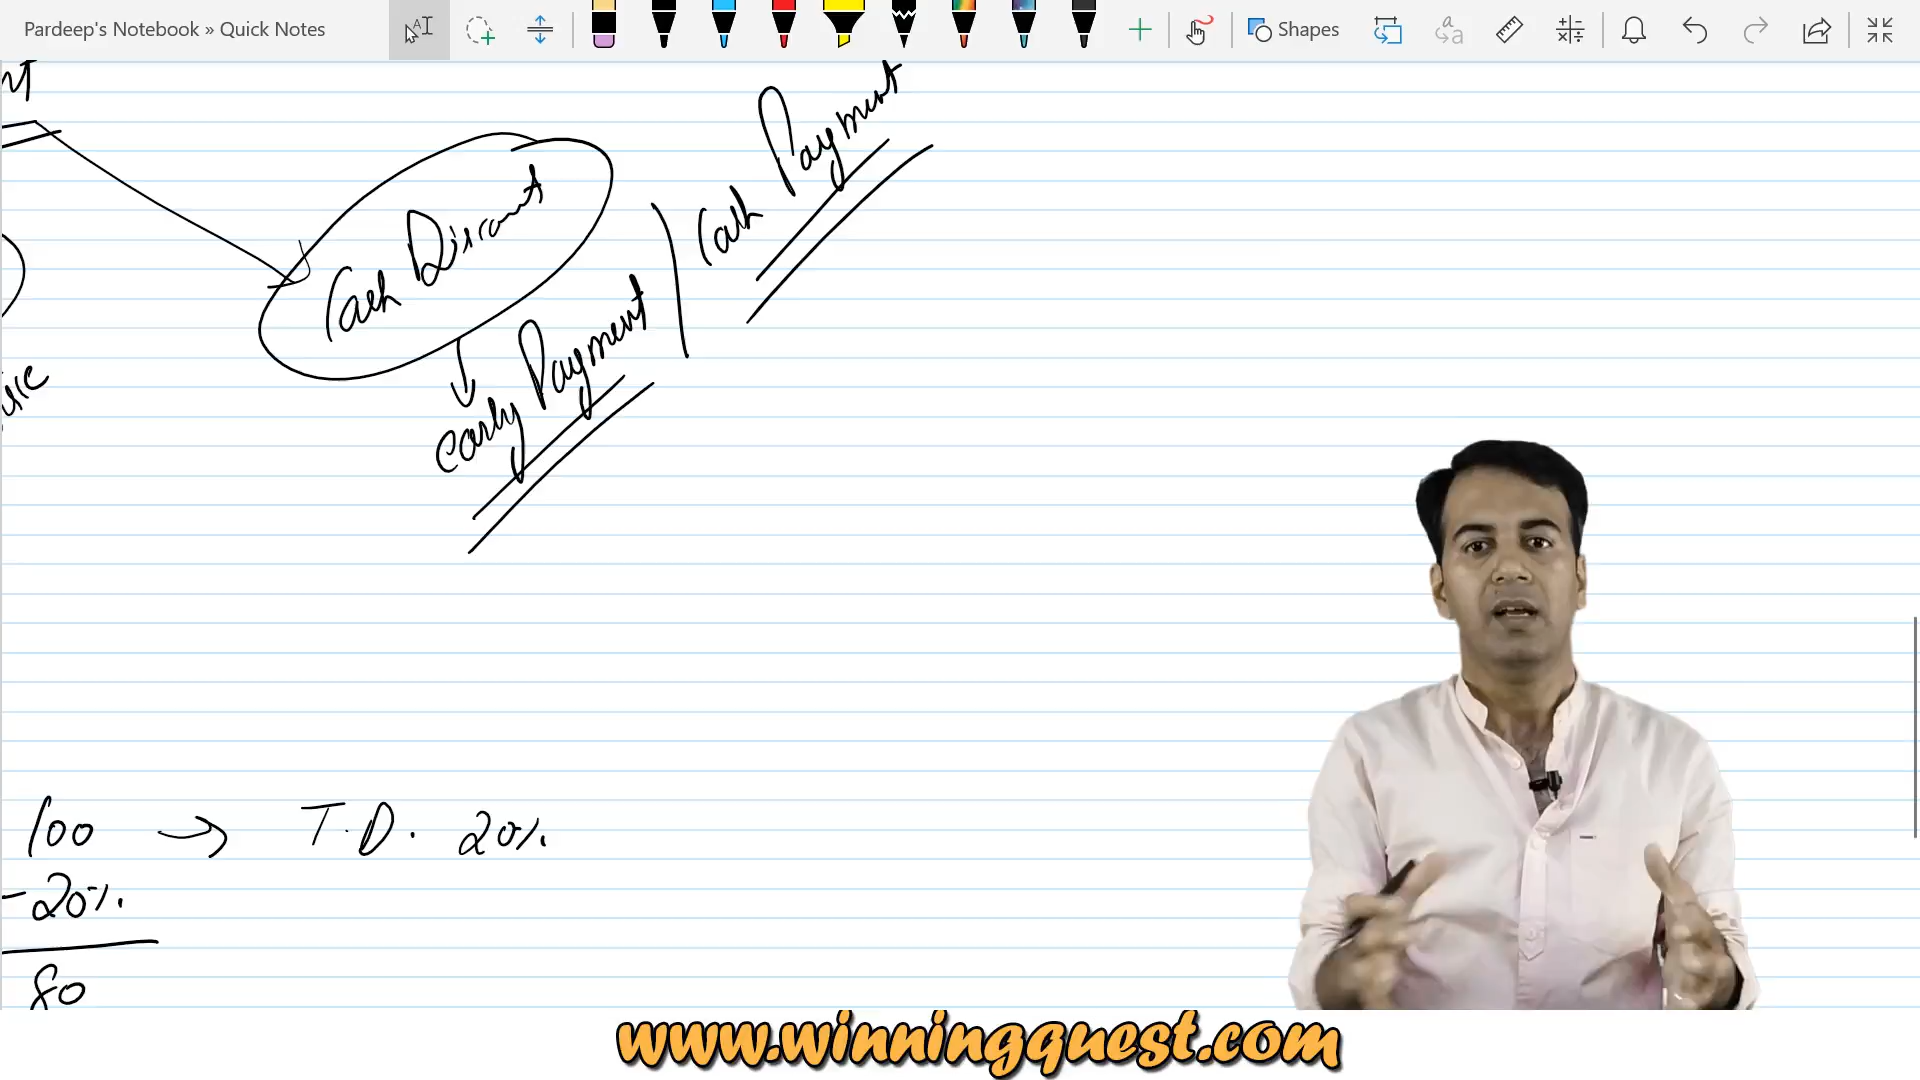 Pardeep's Notebook » Quick Notes
Shapes
Cash Discount
early Payment / Cash Payment
100 → T.D. 20%
-20%
80
www.winningquest.com